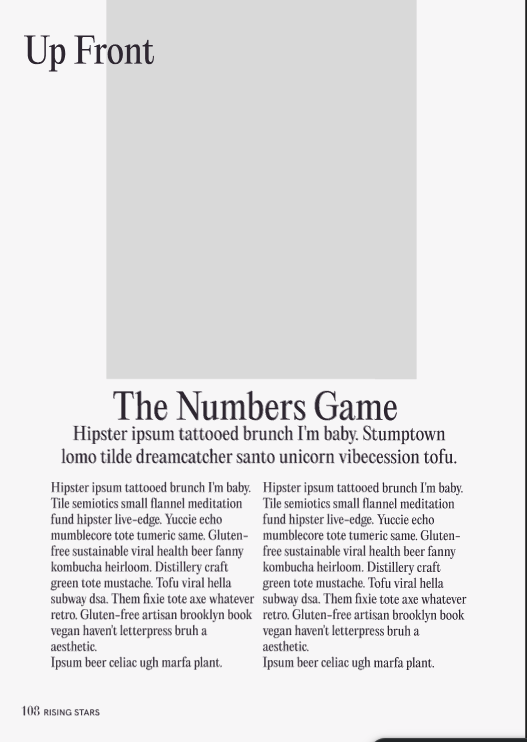 Up Front
The Numbers Game
Hipster ipsum tattooed brunch I'm baby. Stumptown
lomo tilde dreamcatcher santo unicorn vibecession tofu.
Hipster ipsum tattooed brunch I'm baby.
Tile semiotics small flannel meditation
fund hipster live-edge. Yuccie echo
mumblecore tote tumeric same. Gluten-
free sustainable viral health beer fanny
kombucha heirloom. Distillery craft
green tote mustache. Tofu viral hella
subway dsa. Them fixie tote axe whatever
retro. Gluten-free artisan brooklyn book
vegan haven't letterpress bruh a
aesthetic.
Ipsum beer celiac ugh marfa plant.
Hipster ipsum tattooed brunch I'm baby.
Tile semiotics small flannel meditation
fund hipster live-edge. Yuccie echo
mumblecore tote tumeric same. Gluten-
free sustainable viral health beer fanny
kombucha heirloom. Distillery craft
green tote mustache. Tofu viral hella
subway dsa. Them fixie tote axe whatever
retro. Gluten-free artisan brooklyn book
vegan haven't letterpress bruh a
aesthetic.
Ipsum beer celiac ugh marfa plant.
108 RISING STARS